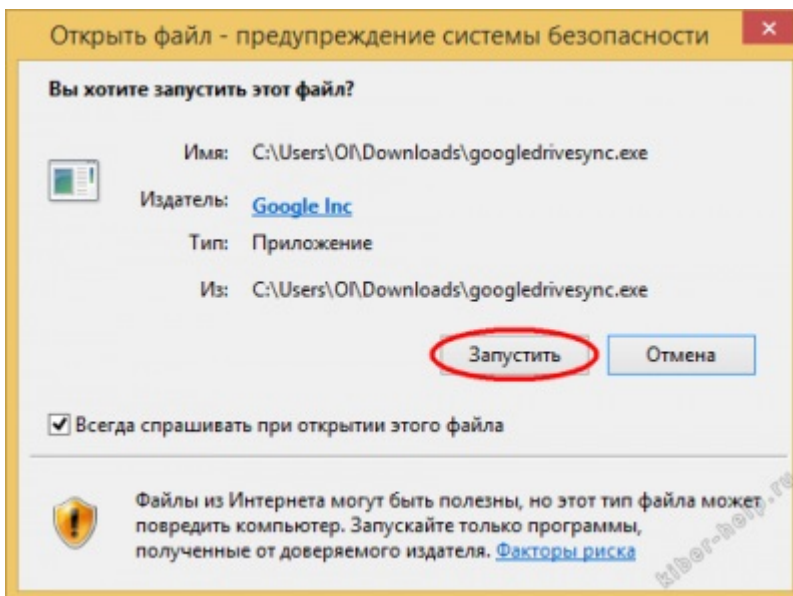 Открыть файл - предупреждение системы безопасности
Вы хотите запустить этот файл?
Имя: C:\Users\Ol\Downloads\googledrivesync.exe
Издатель: Google Inc
Тип: Приложение
Из: C:\Users\Ol\Downloads\googledrivesync.exe
Запустить Отмена
Всегда спрашивать при открытии этого файла
Файлы из Интернета могут быть полезны, но этот тип файла может
повредить компьютер. Запускайте только программы,
полученные от доверяемого издателя. Факторы риска
kiber-help.ru